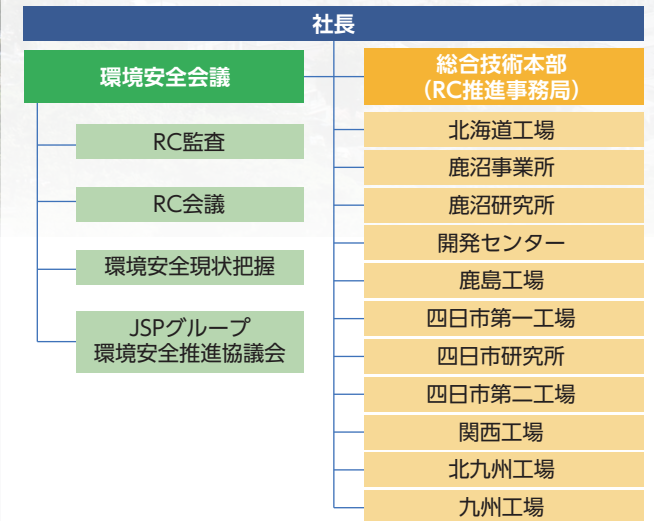 社長
環境安全会議
RC監査
RC会議
環境安全現状把握
JSPグループ
環境安全推進協議会
総合技術本部
（RC推進事務局）
北海道工場
鹿沼事業所
鹿沼研究所
開発センター
鹿島工場
四日市第一工場
四日市研究所
四日市第二工場
関西工場
北九州工場
九州工場